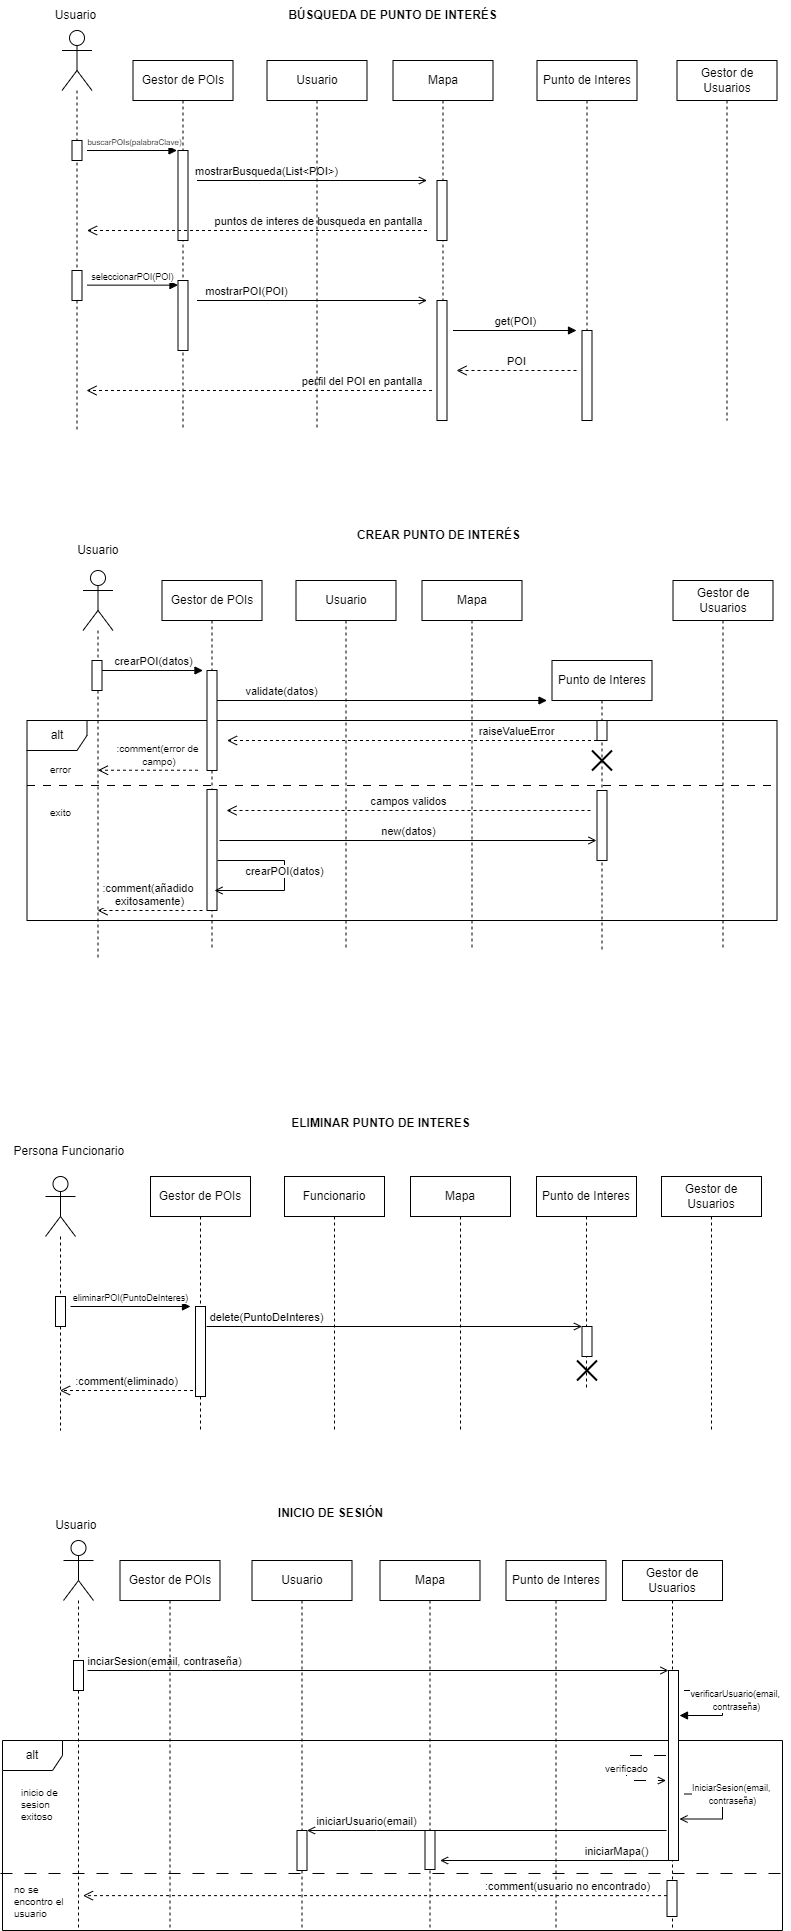 BÚSQUEDA DE PUNTO DE INTERÉS
Usuario
Gestor de POIs
Usuario
Mapa
Punto de Interes
Gestor de
Usuarios
buscarPOIs(palabraClave)
mostrarBusqueda(List<POI>)
puntos de interes de busqueda en pantalla
seleccionarPOI(POI)
mostrarPOI(POI)
get(POI)
POI
perfil del POI en pantalla
CREAR PUNTO DE INTERÉS
Usuario
Gestor de POIs
Usuario
Mapa
Gestor de
Usuarios
Punto de Interes
crearPOI(datos)
validate(datos)
alt
raiseValueError
:comment(error de
campo)
error
campos validos
exito
new(datos)
crearPOI(datos)
:comment(añadido
exitosamente)
ELIMINAR PUNTO DE INTERES
Persona Funcionario
Gestor de POIs
Funcionario
Mapa
Punto de Interes
Gestor de
Usuarios
eliminarPOI(PuntoDeInteres)
delete(PuntoDeInteres)
:comment(eliminado)
INICIO DE SESIÓN
Usuario
Gestor de POIs
Usuario
Mapa
Punto de Interes
Gestor de
Usuarios
inciarSesion(email, contraseña)
verificarUsuario(email,
contraseña)
alt
verificado
inicio de
sesion
exitoso
IniciarSesion(email,
contraseña)
iniciarUsuario(email)
iniciarMapa()
:comment(usuario no encontrado)
no se
encontro el
usuario